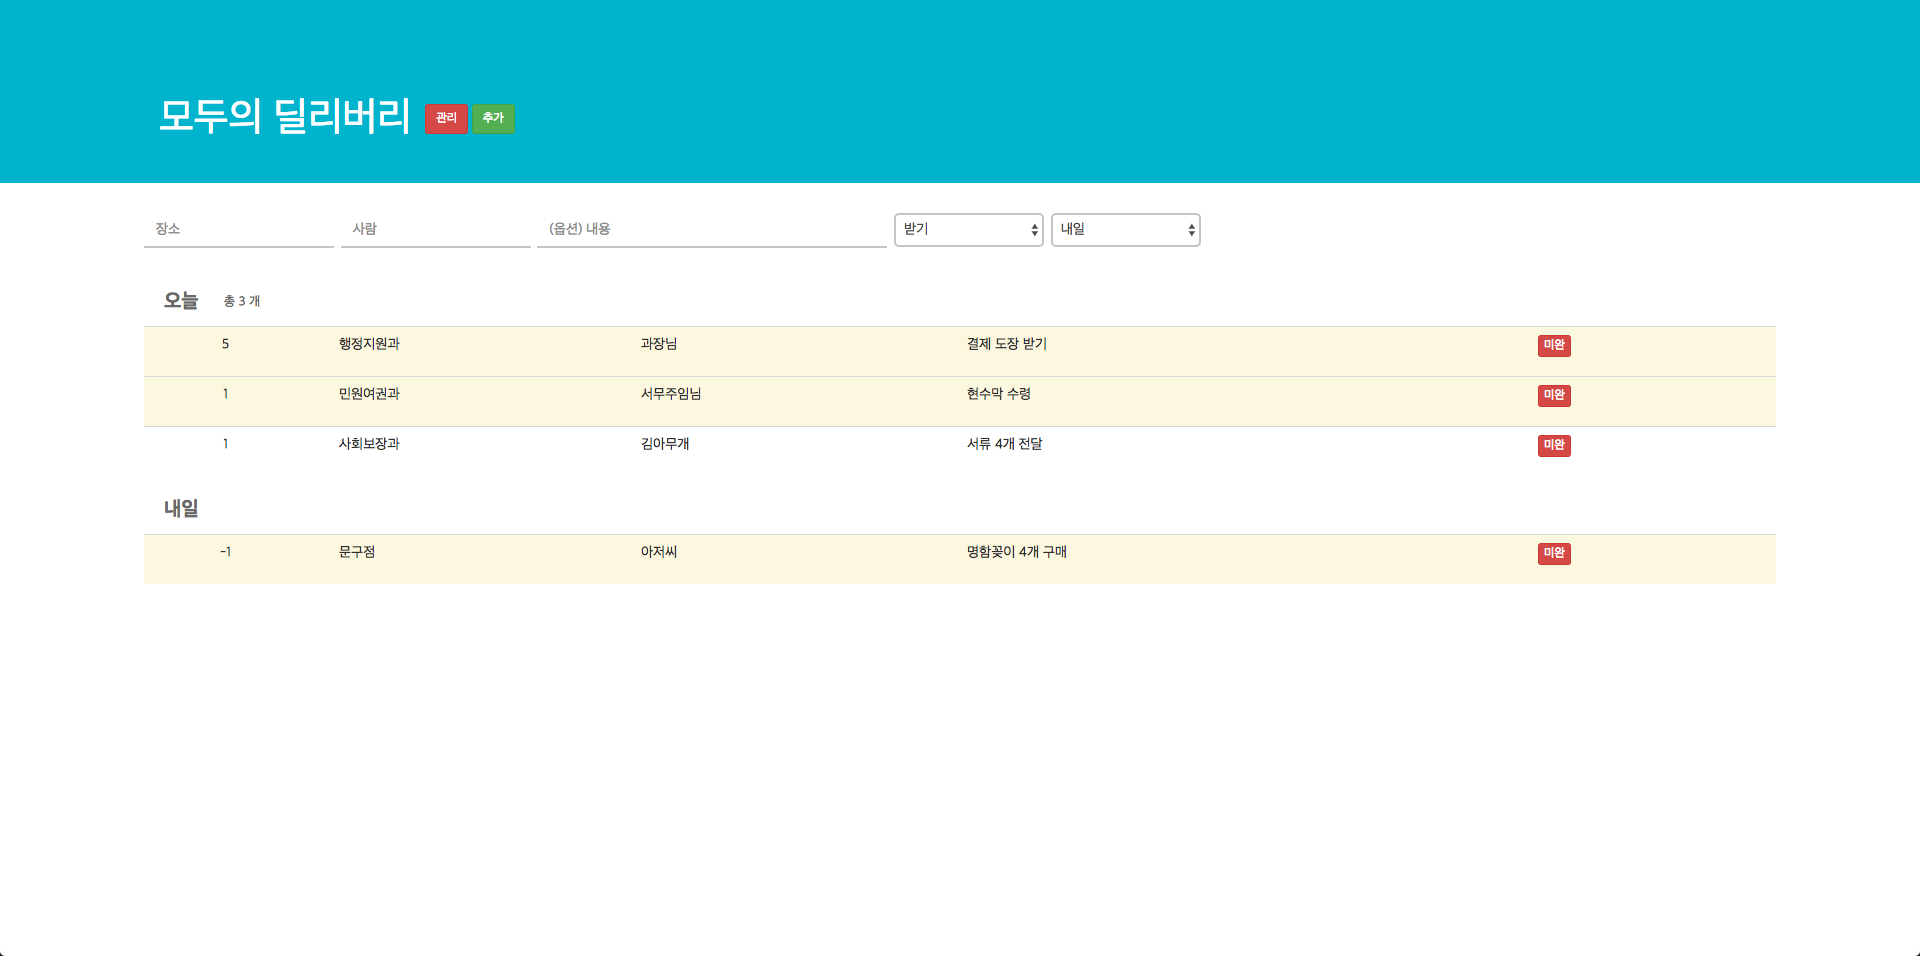 모두의 딜리버리 관리 추가
장소 사람 (옵션) 내용 받기 내일
오늘 총 3 개
5 행정지원과 과장님 결제 도장 받기 미완
1 민원여권과 서무주임님 현수막 수령 미완
1 사회보장과 김아무개 서류 4개 전달 미완
내일
-1 문구점 아저씨 명함꽂이 4개 구매 미완